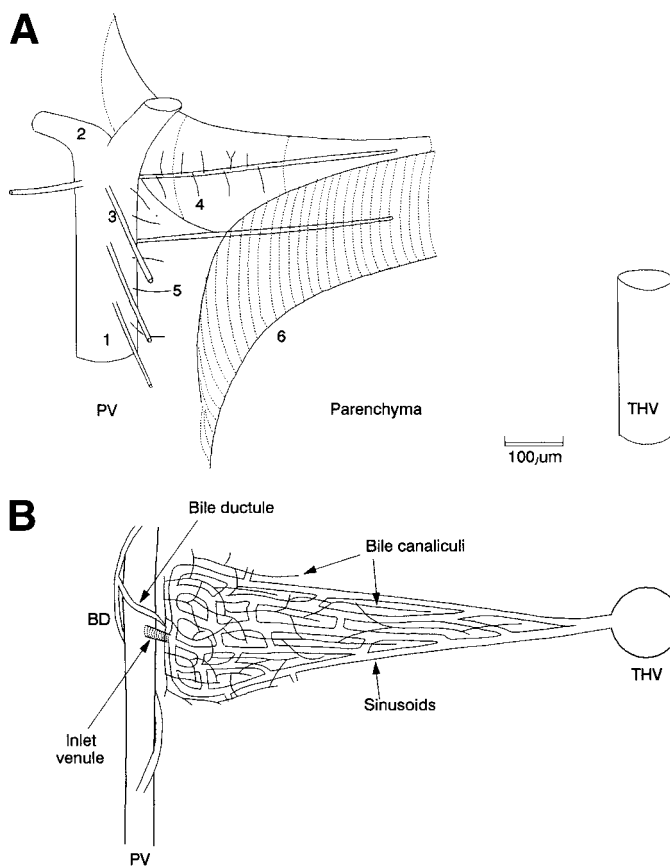 A
2
3
4
5
1
6
PV
Parenchyma
THV
100μm
B
Bile ductule
Bile canaliculi
BD
THV
Sinusoids
Inlet
venule
PV